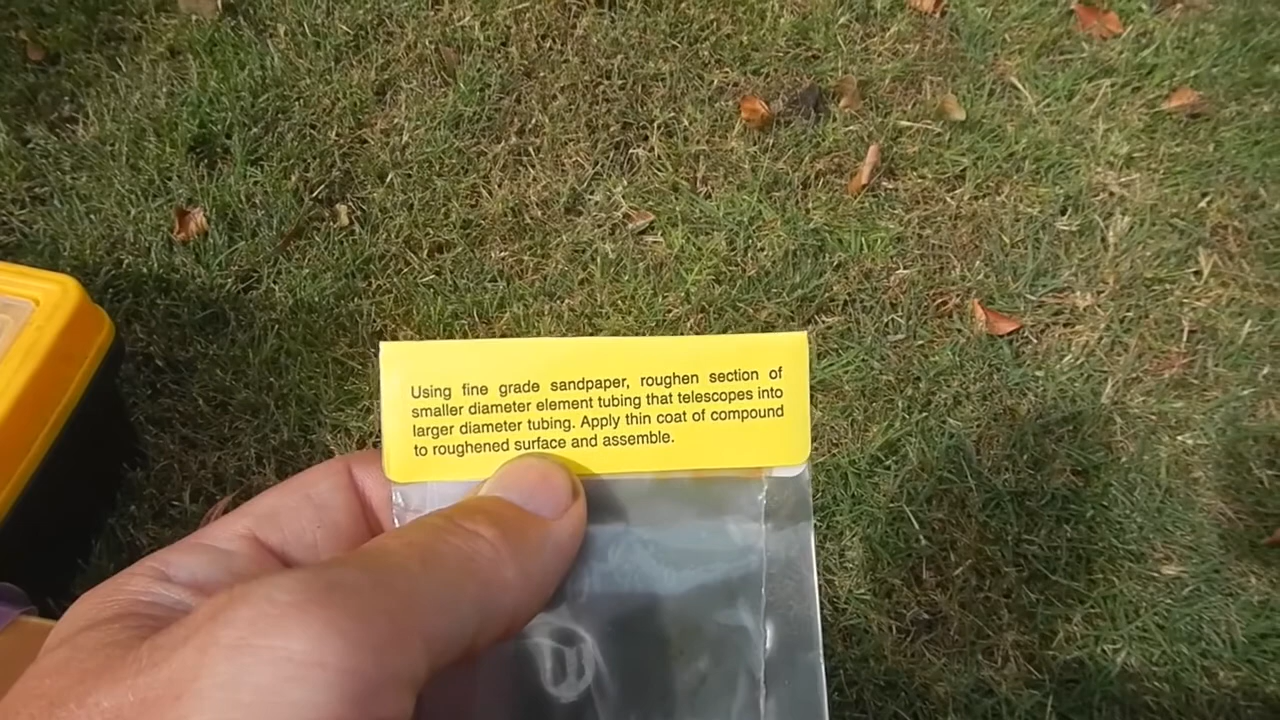 Using fine grade sandpaper, roughen section of
smaller diameter element tubing that telescopes into
larger diameter tubing. Apply thin coat of compound
to roughened surface and assemble.